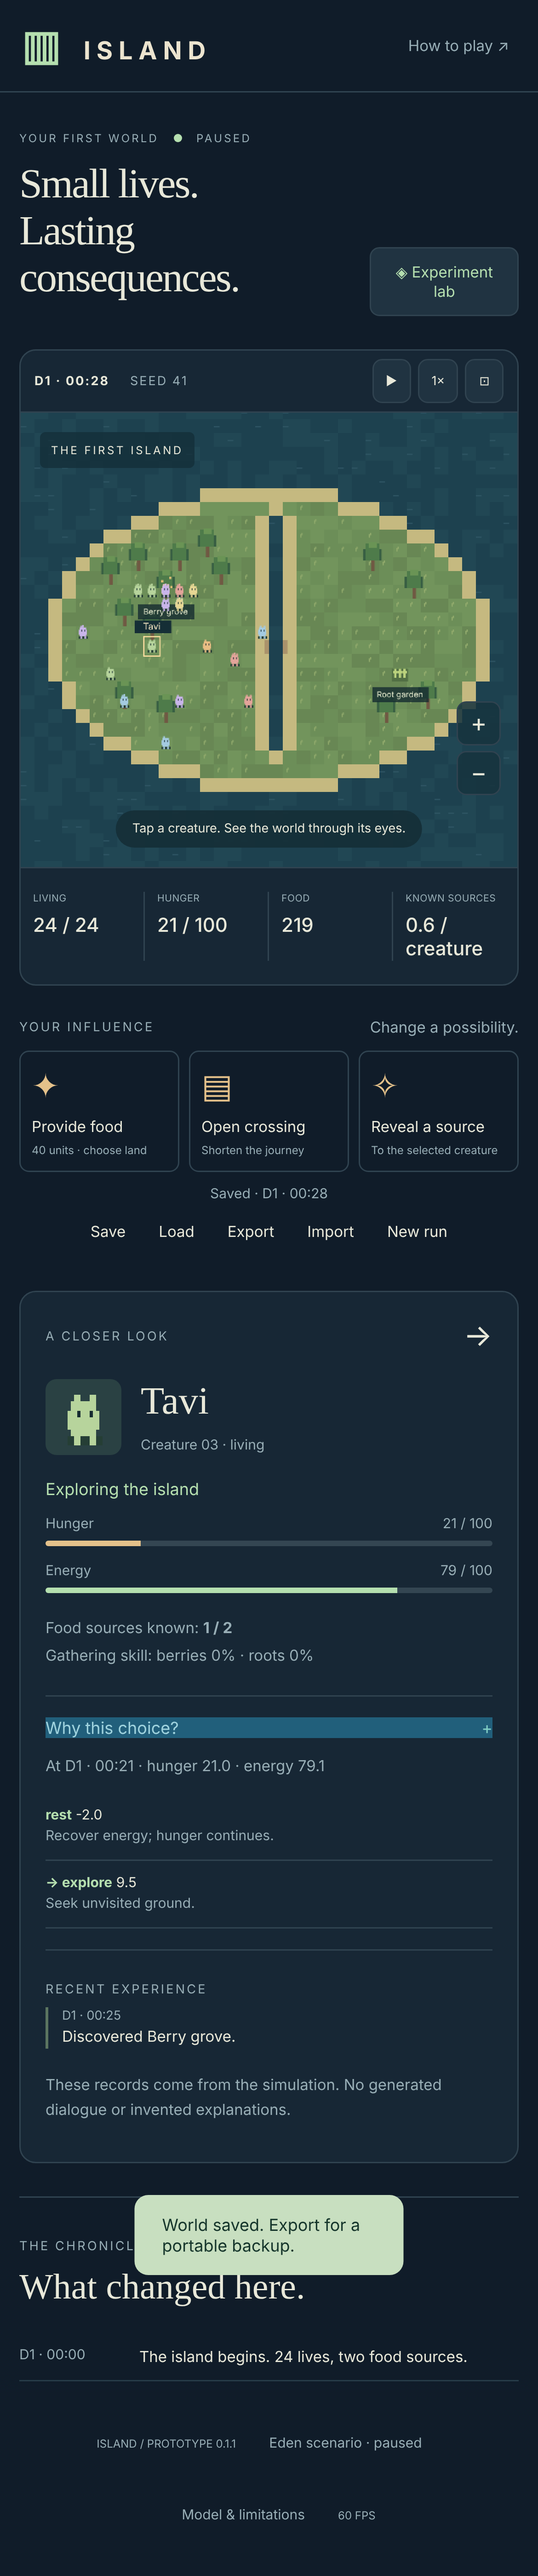 ISLAND
How to play ↗
YOUR FIRST WORLD ● PAUSED
Small lives.
Lasting
consequences.
◈ Experiment
lab
D1 · 00:28 SEED 41
1×
THE FIRST ISLAND
Berry grove
Tavi
Root garden
+
−
Tap a creature. See the world through its eyes.
LIVING
24 / 24
HUNGER
21 / 100
FOOD
219
KNOWN SOURCES
0.6 /
creature
YOUR INFLUENCE
Change a possibility.
Provide food
40 units · choose land
Open crossing
Shorten the journey
Reveal a source
To the selected creature
Saved · D1 · 00:28
Save Load Export Import New run
A CLOSER LOOK →
Tavi
Creature 03 · living
Exploring the island
Hunger 21 / 100
Energy 79 / 100
Food sources known: 1 / 2
Gathering skill: berries 0% · roots 0%
Why this choice? +
At D1 · 00:21 · hunger 21.0 · energy 79.1
rest -2.0
Recover energy; hunger continues.
→ explore 9.5
Seek unvisited ground.
RECENT EXPERIENCE
D1 · 00:25
Discovered Berry grove.
These records come from the simulation. No generated
dialogue or invented explanations.
World saved. Export for a
portable backup.
THE CHRONICL
What changed here.
D1 · 00:00 The island begins. 24 lives, two food sources.
ISLAND / PROTOTYPE 0.1.1 Eden scenario · paused
Model & limitations 60 FPS